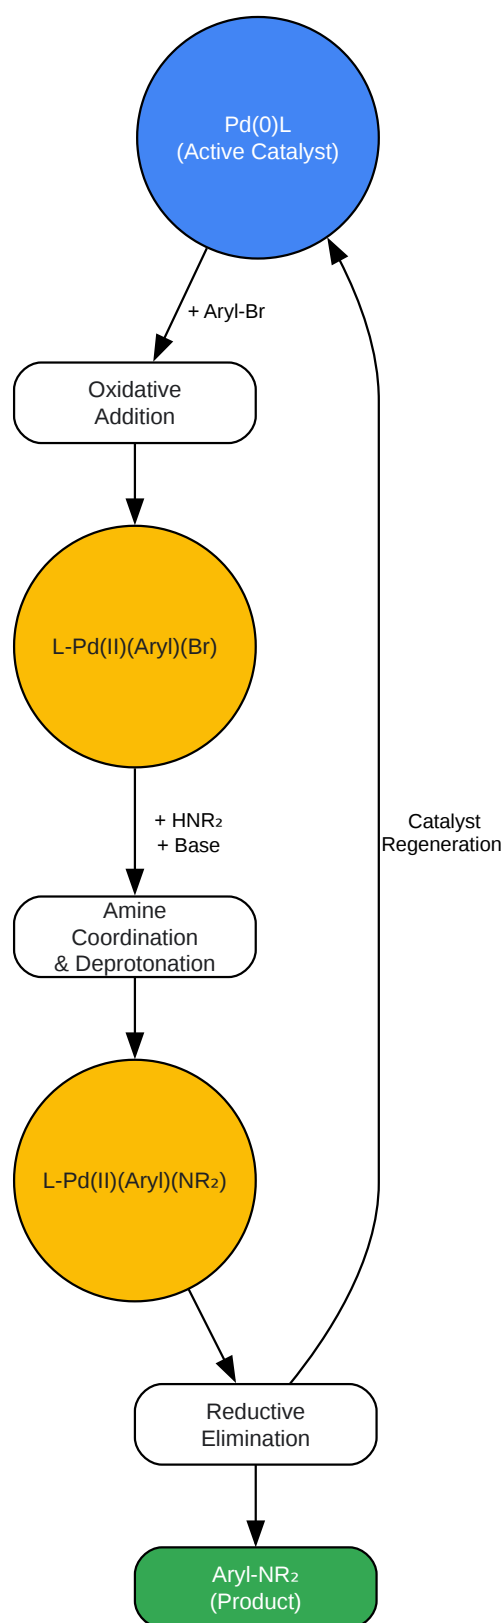 Pd(0)L
(Active Catalyst)
+ Aryl-Br
Oxidative
Addition
L-Pd(II)(Aryl)(Br)
+ HNR₂
+ Base
Catalyst
Regeneration
Amine
Coordination
& Deprotonation
L-Pd(II)(Aryl)(NR₂)
Reductive
Elimination
Aryl-NR₂
(Product)